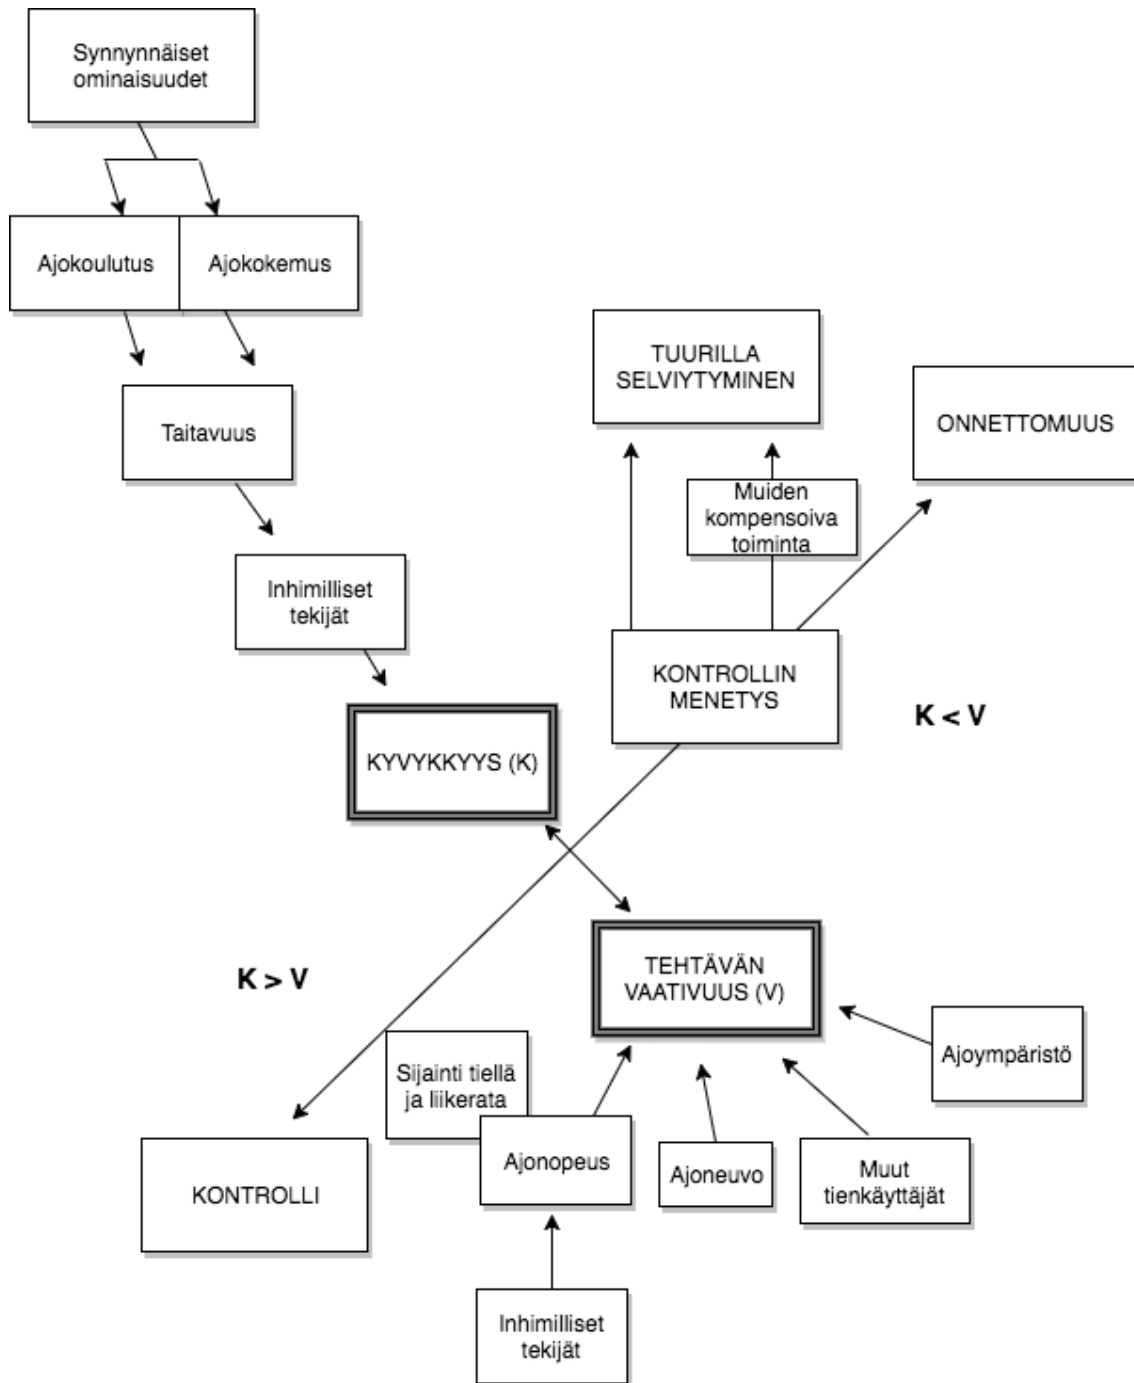 Synnynnäiset
ominaisuudet
Ajokoulutus
Ajokokemus
Taitavuus
Inhimilliset
tekijät
KYVYKKYYS (K)
TUURILLA
SELVIYTYMINEN
ONNETTOMUUS
Muiden
kompensoiva
toiminta
KONTROLLIN
MENETYS
K < V
K > V
TEHTÄVÄN
VAATIVUUS (V)
Sijainti tiellä
ja liikerata
Ajonopeus
Ajoneuvo
Muut
tienkäyttäjät
Ajoympäristö
KONTROLLI
Inhimilliset
tekijät